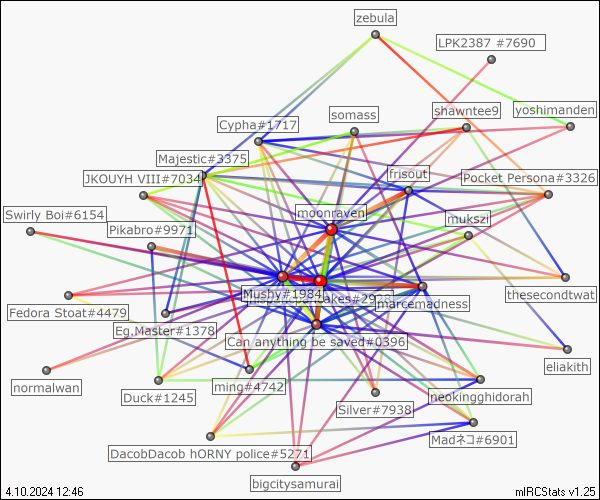 zebula
LPK2387 #7690
yoshimanden
shawntee9
somass
Cypha#1717
Majestic#3375
frisout
Pocket Persona#3326
JKOUYH VIII#7034
moonraven
mukszi
Swirly Boi#6154
Pikabro#9971
Musby#1984
akes#2928
marcemadness
thesecondtwat
Fedora Stoat#4479
Eg.Master#1378
Can anything be saved#0396
eliakith
normalwan
Duck#1245
ming#4742
neokingghidorah
Silver#7938
Madネコ#6901
DacobDacob hORNY police#5271
bigcitysamurai
4.10.2024 12:46
mIRCStats v1.25